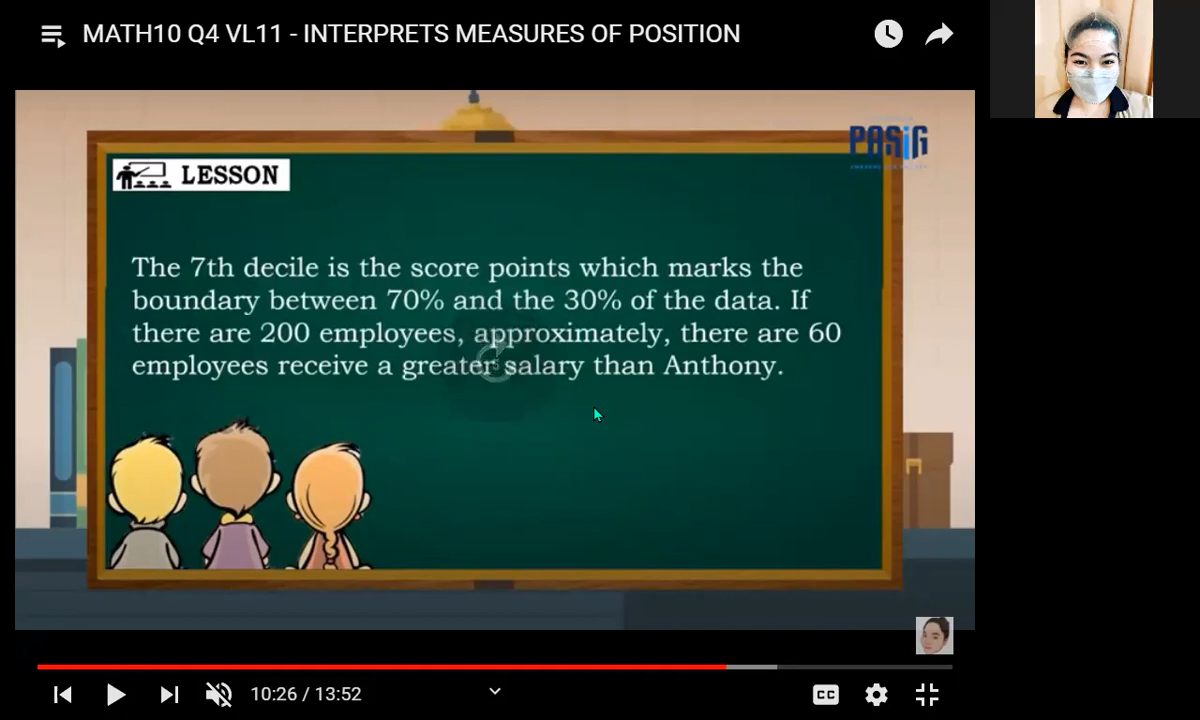 MATH10 Q4 VL11 - INTERPRETS MEASURES OF POSITION
PASIG
LESSON
The 7th decile is the score points which marks the
boundary between 70% and the 30% of the data. If
there are 200 employees, approximately, there are 60
employees receive a greater salary than Anthony.
10:26 / 13:52
CC